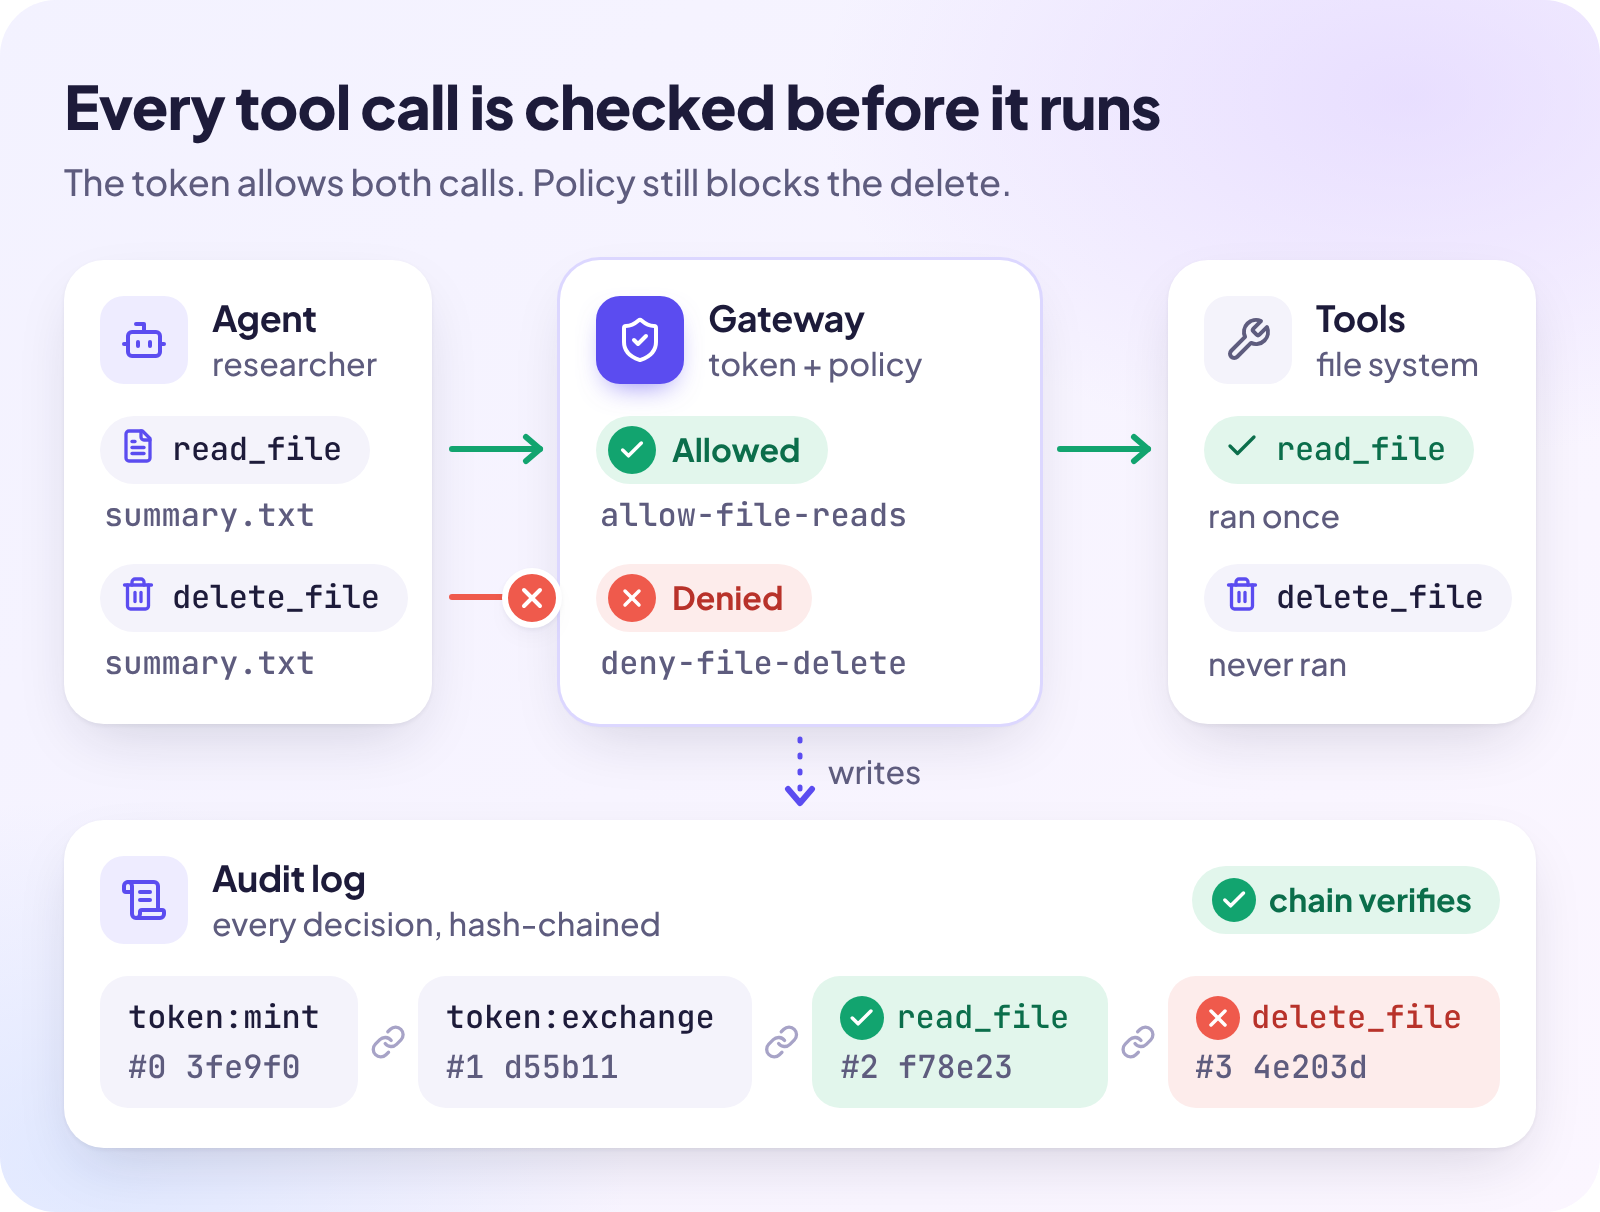 Every tool call is checked before it runs
The token allows both calls. Policy still blocks the delete.
Agent
researcher
read_file
summary.txt
delete_file
summary.txt
Gateway
token + policy
Allowed
allow-file-reads
Denied
deny-file-delete
Tools
file system
read_file
ran once
delete_file
never ran
writes
Audit log
every decision, hash-chained
chain verifies
token:mint
#0 3fe9f0
token:exchange
#1 d55b11
read_file
#2 f78e23
delete_file
#3 4e203d